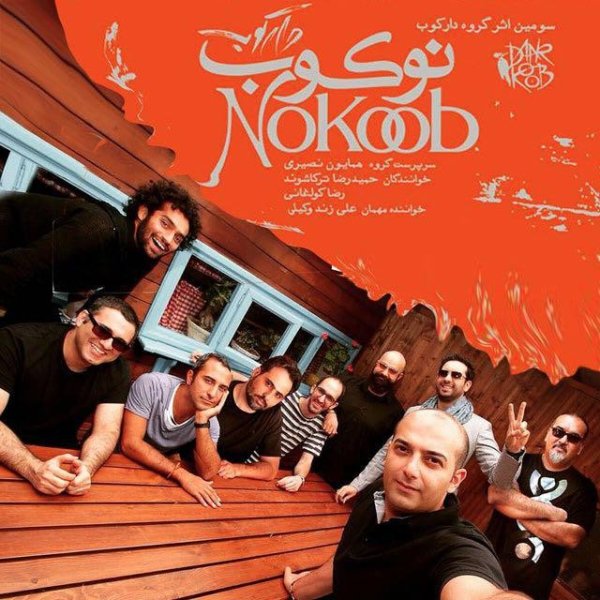 سومین اثر گروه دارکوب
دارکوب
DARKOOB
نوکوب
NOKOOB
سرپرست گروه همایون نصیری
خوانندگان حمیدرضا ترکاشوند
رضا کولغانی
خواننده مهمان علی زند وکیلی